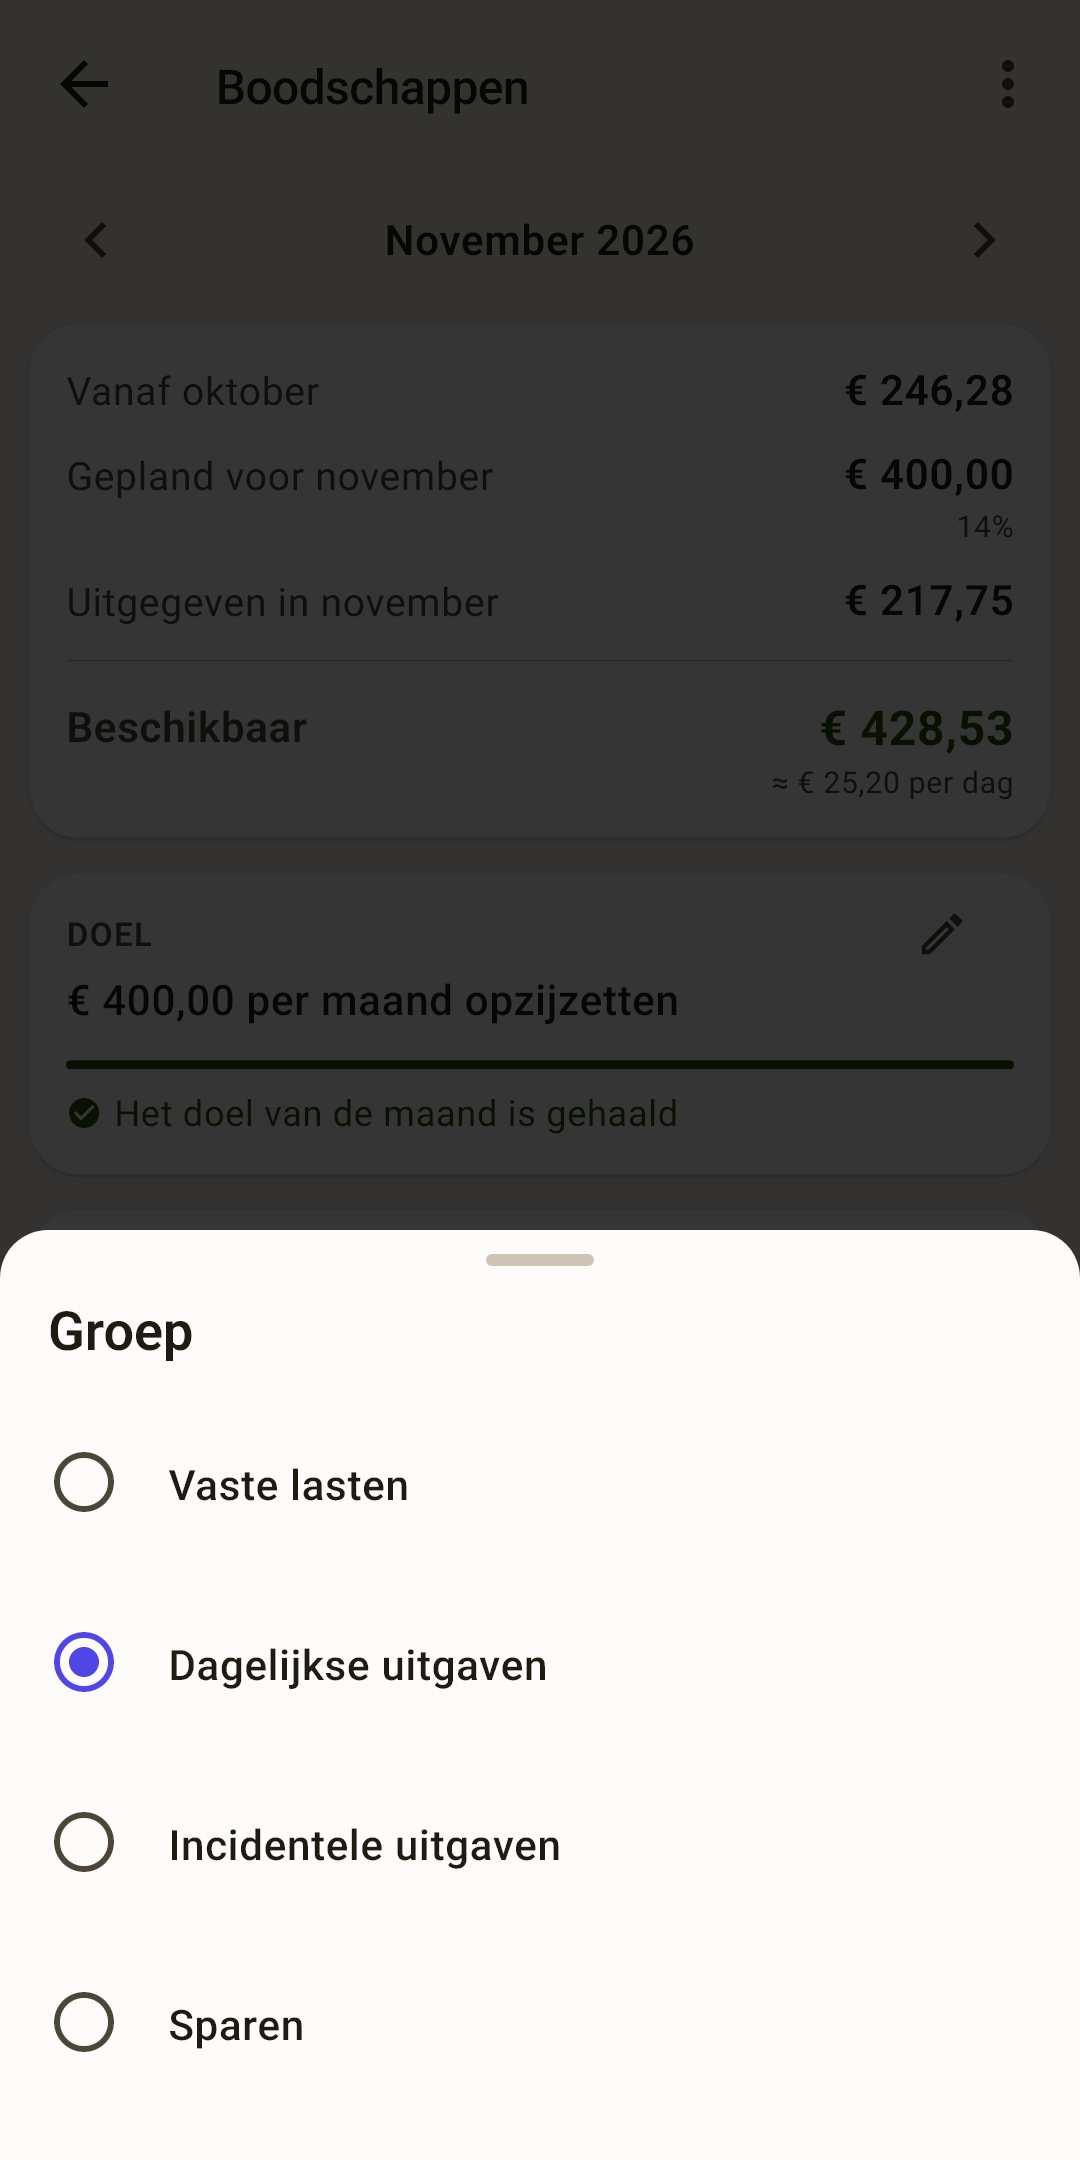 Boodschappen
November 2026
Vanaf oktober € 246,28
Gepland voor november € 400,00
14%
Uitgegeven in november € 217,75
Beschikbaar € 428,53
≈ € 25,20 per dag
DOEL
€ 400,00 per maand opzijzetten
Het doel van de maand is gehaald
Groep
Vaste lasten
Dagelijkse uitgaven
Incidentele uitgaven
Sparen